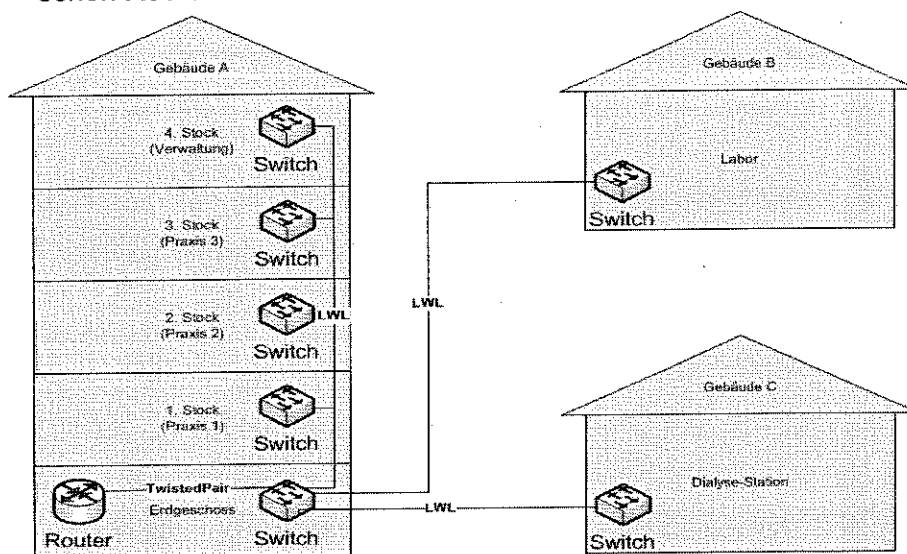 Gebäude A
4. Stock
(Verwaltung)
Switch
3. Stock
(Praxis 3)
Switch
2. Stock
(Praxis 2)
LWL
Switch
1. Stock
(Praxis 1)
Switch
TwistedPair
Erdgeschoss
Router
Switch
LWL
LWL
Gebäude B
Labor
Switch
Gebäude C
Dialyse-Station
Switch